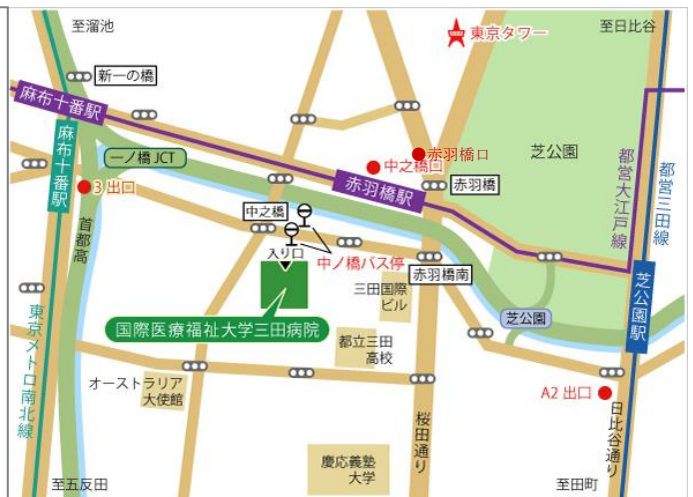 至溜池
東京タワー
至日比谷
新一の橋
麻布十番駅
麻布十番駅
一ノ橋 JCT
赤羽橋口
中之橋口
芝公園
赤羽橋駅
赤羽橋
3 出口
中之橋
都営大江戸線
都営三田線
首都高
入り口
中ノ橋バス停
赤羽橋南
三田国際
ビル
芝公園
芝公園駅
国際医療福祉大学三田病院
東京メトロ南北線
都立三田
高校
オーストラリア
大使館
A2 出口
桜田通り
日比谷通り
慶応義塾
大学
至五反田
至田町